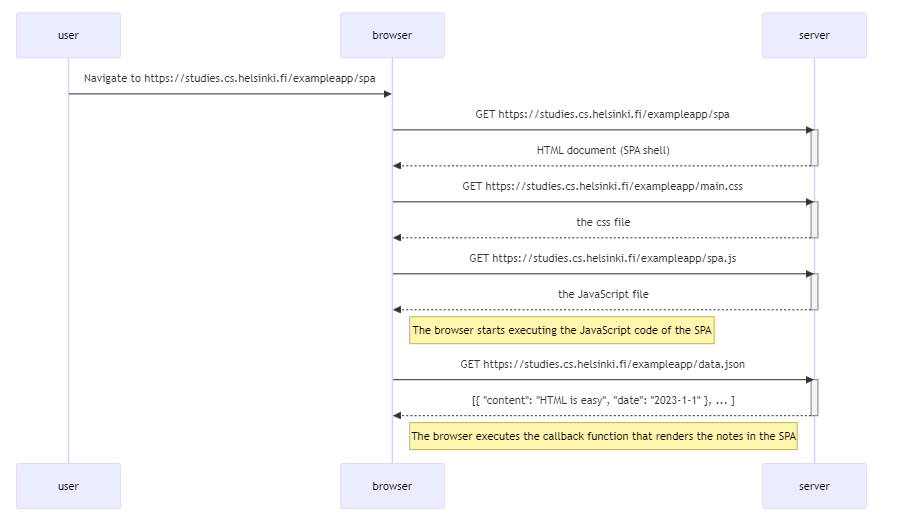 user browser server
Navigate to https://studies.cs.helsinki.fi/exampleapp/spa
GET https://studies.cs.helsinki.fi/exampleapp/spa
HTML document (SPA shell)
GET https://studies.cs.helsinki.fi/exampleapp/main.css
the css file
GET https://studies.cs.helsinki.fi/exampleapp/spa.js
the JavaScript file
The browser starts executing the JavaScript code of the SPA
GET https://studies.cs.helsinki.fi/exampleapp/data.json
[{ "content": "HTML is easy", "date": "2023-1-1" }, ... ]
The browser executes the callback function that renders the notes in the SPA
user browser server